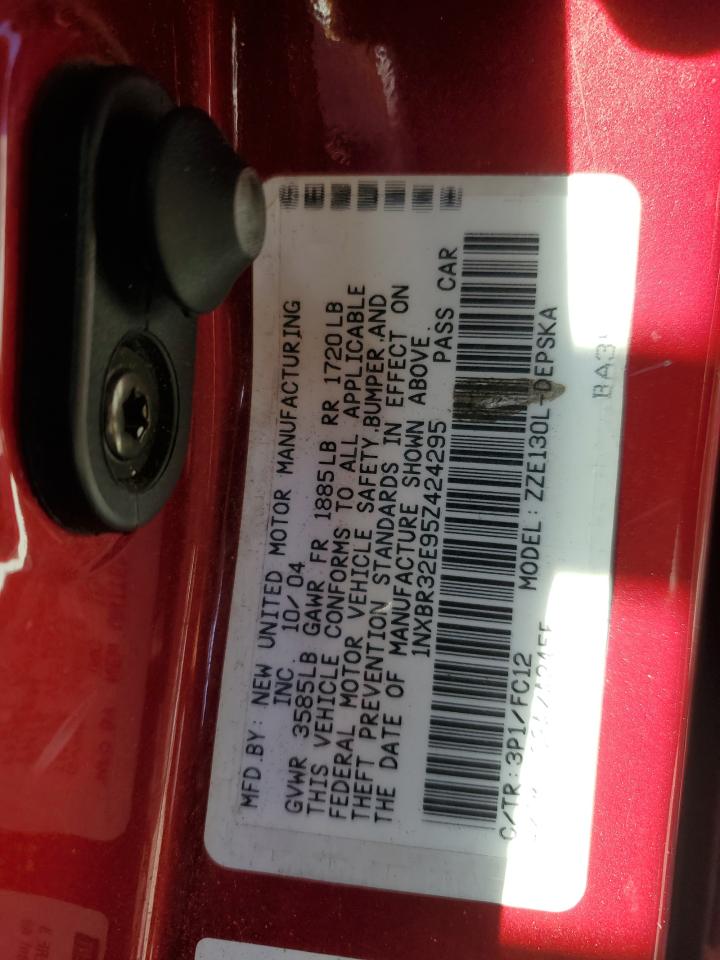 MFD.BY: NEW UNITED MOTOR MANUFACTURING
INC. 10/04
GVWR 3585LB GAWR FR 1885LB RR 1720LB
THIS VEHICLE CONFORMS TO ALL APPLICABLE
FEDERAL MOTOR VEHICLE SAFETY,BUMPER,AND
THEFT PREVENTION STANDARDS IN EFFECT ON
THE DATE OF MANUFACTURE SHOWN ABOVE.
1NXBR32E95Z424295 PASS CAR
C/TR:3P1/FC12 MODEL:ZZE130L-DEPSKA